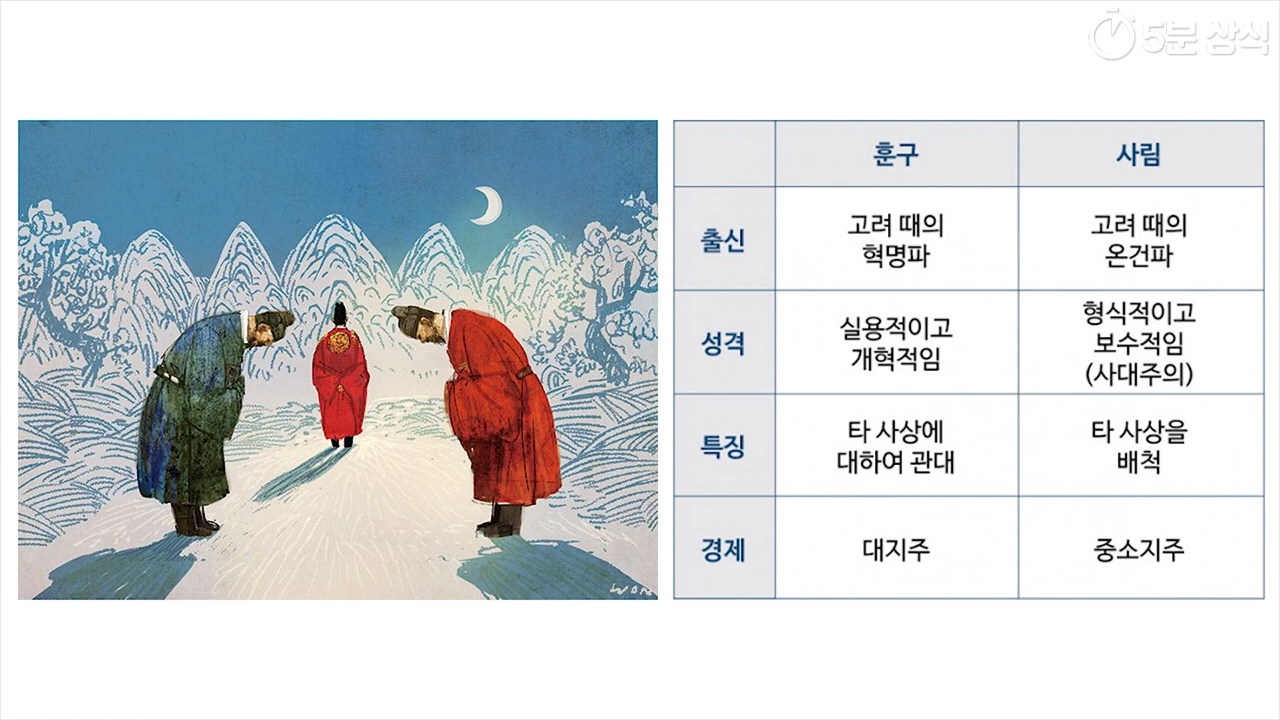 5분 상식
훈구
사림
출신
고려 때의
혁명파
고려 때의
온건파
성격
실용적이고
개혁적임
형식적이고
보수적임
(사대주의)
특징
타 사상에
대하여 관대
타 사상을
배척
경제
대지주
중소지주